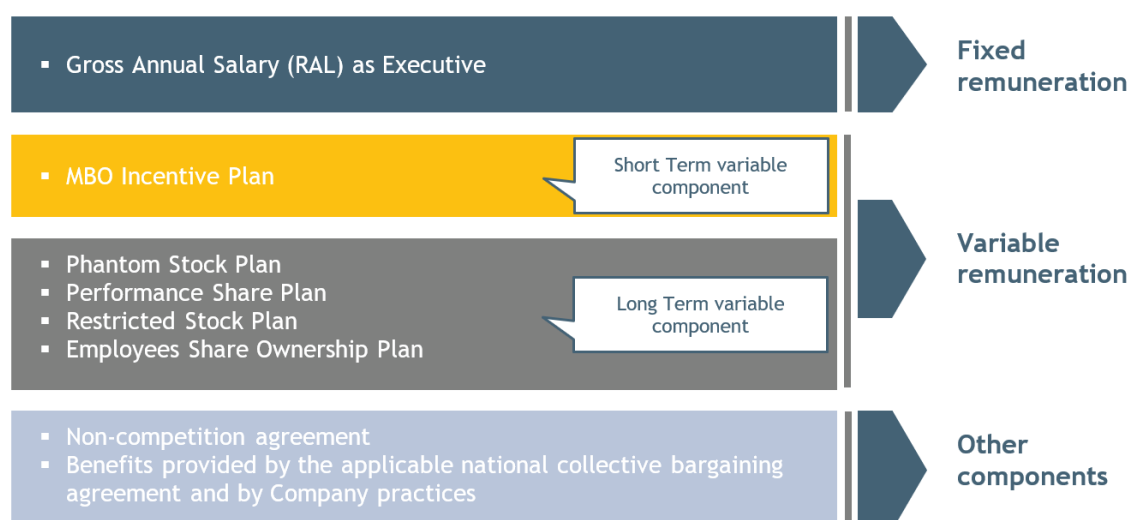 ▪ Gross Annual Salary (RAL) as Executive
Fixed
remuneration
▪ MBO Incentive Plan
Short Term variable
component
▪ Phantom Stock Plan
▪ Performance Share Plan
▪ Restricted Stock Plan
▪ Employees Share Ownership Plan
Long Term variable
component
Variable
remuneration
▪ Non-competition agreement
▪ Benefits provided by the applicable national collective bargaining
agreement and by Company practices
Other
components